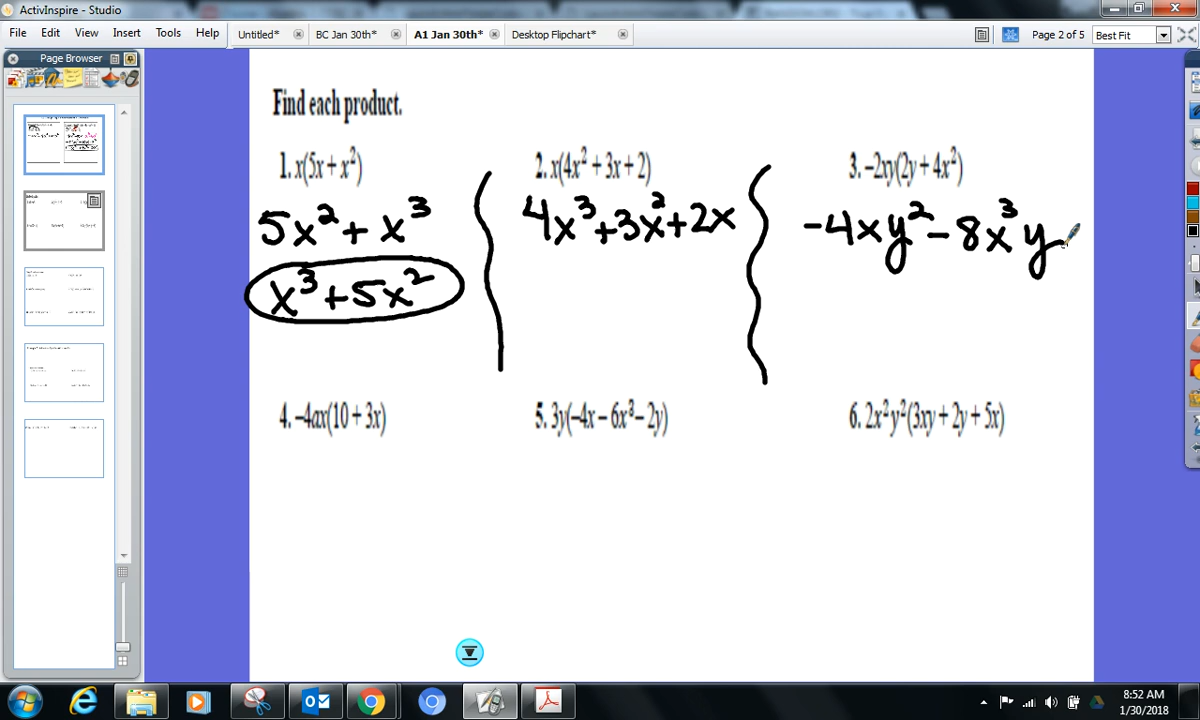 ActivInspire - Studio
File Edit View Insert Tools Help
Untitled* BC Jan 30th* A1 Jan 30th* Desktop Flipchart*
Page 2 of 5 Best Fit
Page Browser
Find each product.
1. x(5x + x²) 2. x(4x² + 3x + 2) 3. –2xy(2y + 4x²)
5x² + x³ 4x³ + 3x² + 2x -4xy² - 8x³y
x³ + 5x²
4. –4ax(10 + 3x) 5. 3y(–4x – 6x³ – 2y) 6. 2x²y²(3xy + 2y + 5x)
8:52 AM
1/30/2018